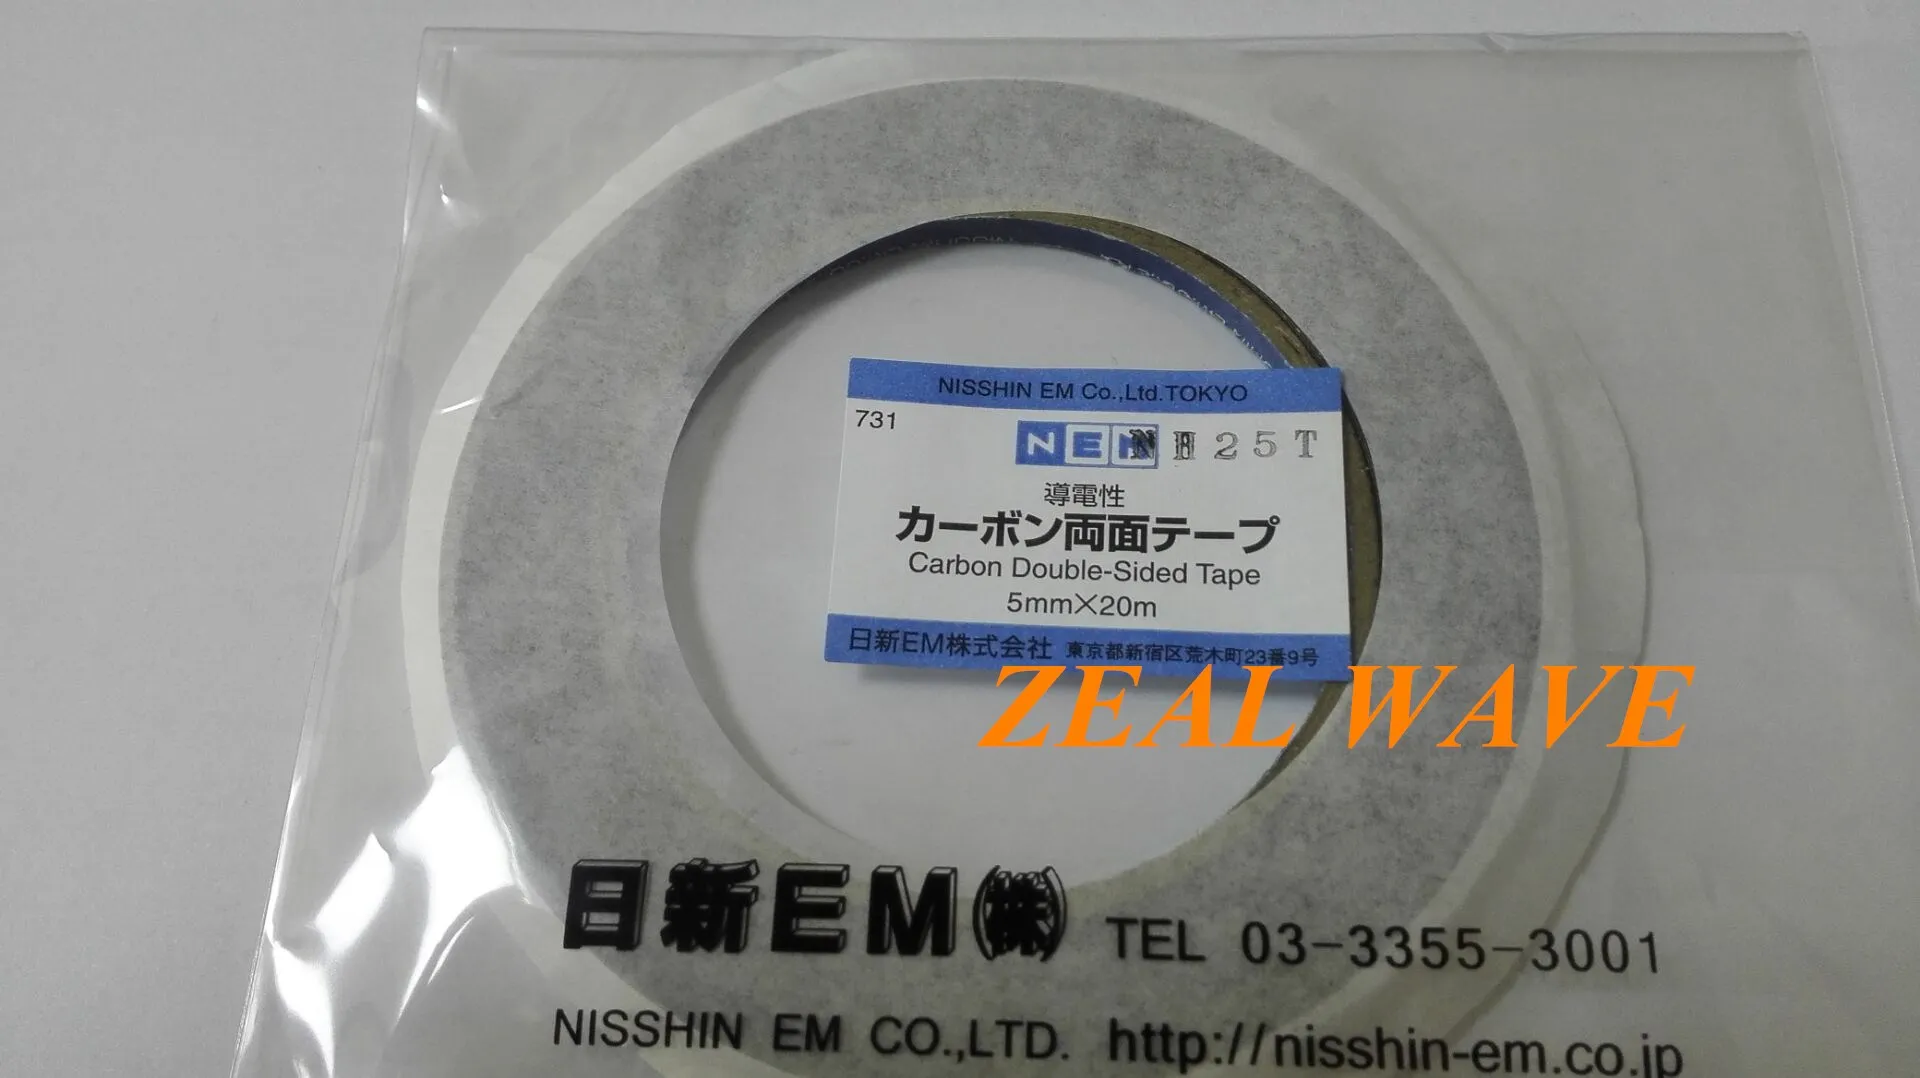 NISSHIN EM Co.,Ltd.TOKYO
731
NEM
25T
導電性
カーボン両面テープ
Carbon Double-Sided Tape
5mm×20m
日新EM株式会社 東京都新宿区荒木町23番9号
ZEAL WAVE
日新EM㈱ TEL 03-3355-3001
NISSHIN EM CO.,LTD. http://nisshin-em.co.jp